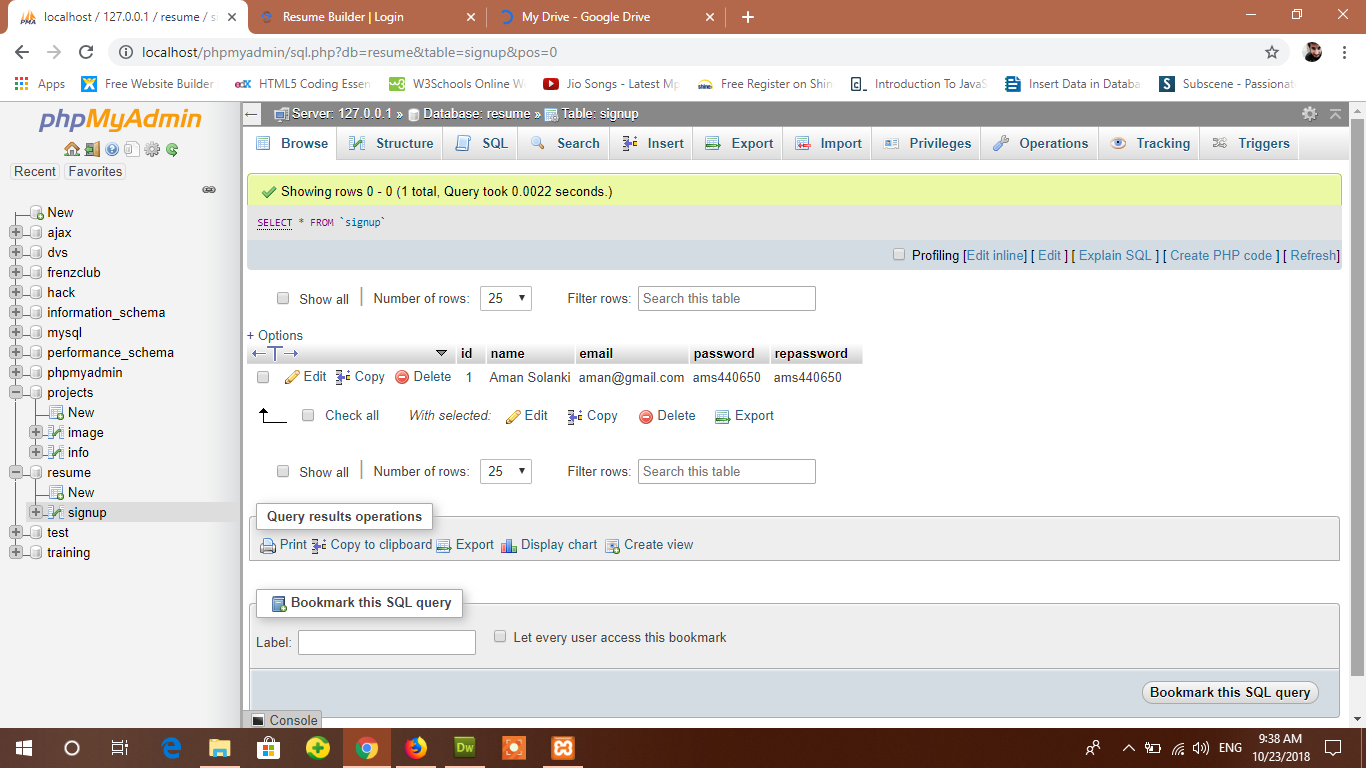 localhost / 127.0.0.1 / resume / s
Resume Builder | Login
My Drive - Google Drive
localhost/phpmyadmin/sql.php?db=resume&table=signup&pos=0
Apps
Free Website Builder
HTML5 Coding Essen
W3Schools Online W
Jio Songs - Latest Mp
Free Register on Shin
Introduction To JavaS
Insert Data in Databa
Subscene - Passionat
phpMyAdmin
Recent Favorites
New
ajax
dvs
frenzclub
hack
information_schema
mysql
performance_schema
phpmyadmin
projects
New
image
info
resume
New
signup
test
training
Server: 127.0.0.1 » Database: resume » Table: signup
Browse Structure SQL Search Insert Export Import Privileges Operations Tracking Triggers
Showing rows 0 - 0 (1 total, Query took 0.0022 seconds.)
SELECT * FROM `signup`
Profiling [Edit inline] [ Edit ] [ Explain SQL ] [ Create PHP code ] [ Refresh]
Show all Number of rows: 25 Filter rows: Search this table
+ Options
id name email password repassword
Edit Copy Delete 1 Aman Solanki aman@gmail.com ams440650 ams440650
Check all With selected: Edit Copy Delete Export
Show all Number of rows: 25 Filter rows: Search this table
Query results operations
Print Copy to clipboard Export Display chart Create view
Bookmark this SQL query
Label: Let every user access this bookmark
Bookmark this SQL query
Console
Dw
ENG
9:38 AM
10/23/2018